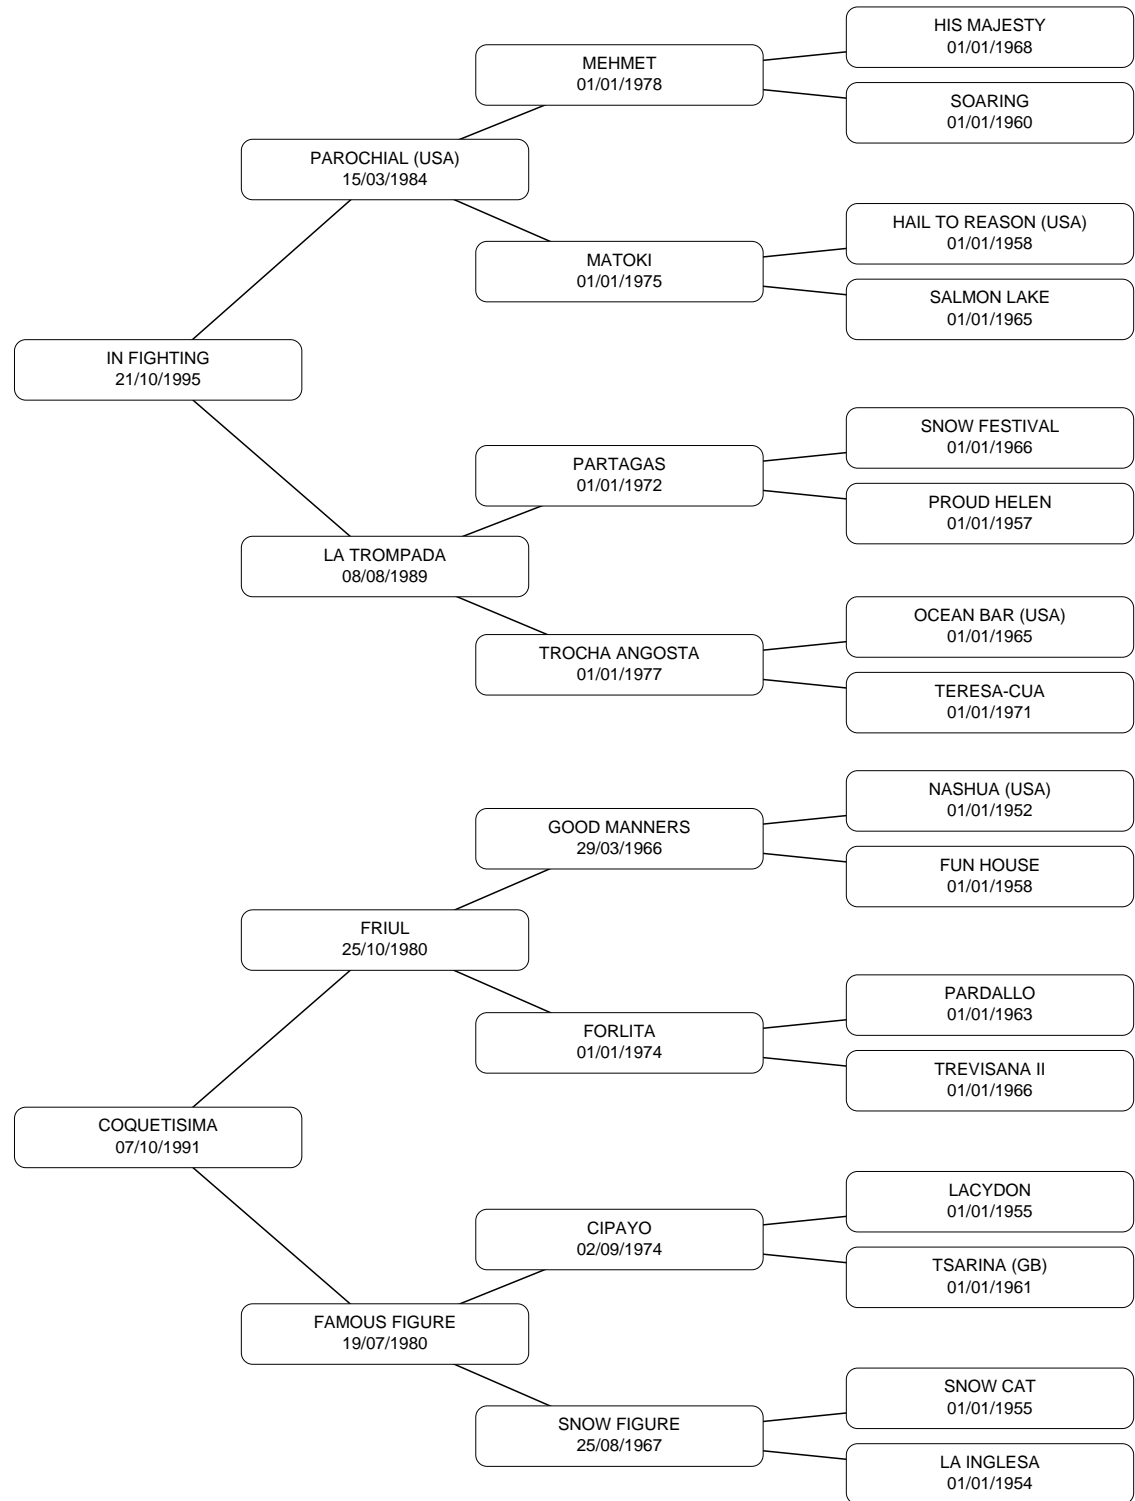 HIS MAJESTY
01/01/1968
MEHMET
01/01/1978
SOARING
01/01/1960
PAROCHIAL (USA)
15/03/1984
HAIL TO REASON (USA)
01/01/1958
MATOKI
01/01/1975
SALMON LAKE
01/01/1965
IN FIGHTING
21/10/1995
SNOW FESTIVAL
01/01/1966
PARTAGAS
01/01/1972
PROUD HELEN
01/01/1957
LA TROMPADA
08/08/1989
OCEAN BAR (USA)
01/01/1965
TROCHA ANGOSTA
01/01/1977
TERESA-CUA
01/01/1971
NASHUA (USA)
01/01/1952
GOOD MANNERS
29/03/1966
FUN HOUSE
01/01/1958
FRIUL
25/10/1980
PARDALLO
01/01/1963
FORLITA
01/01/1974
TREVISANA II
01/01/1966
COQUETISIMA
07/10/1991
LACYDON
01/01/1955
CIPAYO
02/09/1974
TSARINA (GB)
01/01/1961
FAMOUS FIGURE
19/07/1980
SNOW CAT
01/01/1955
SNOW FIGURE
25/08/1967
LA INGLESA
01/01/1954